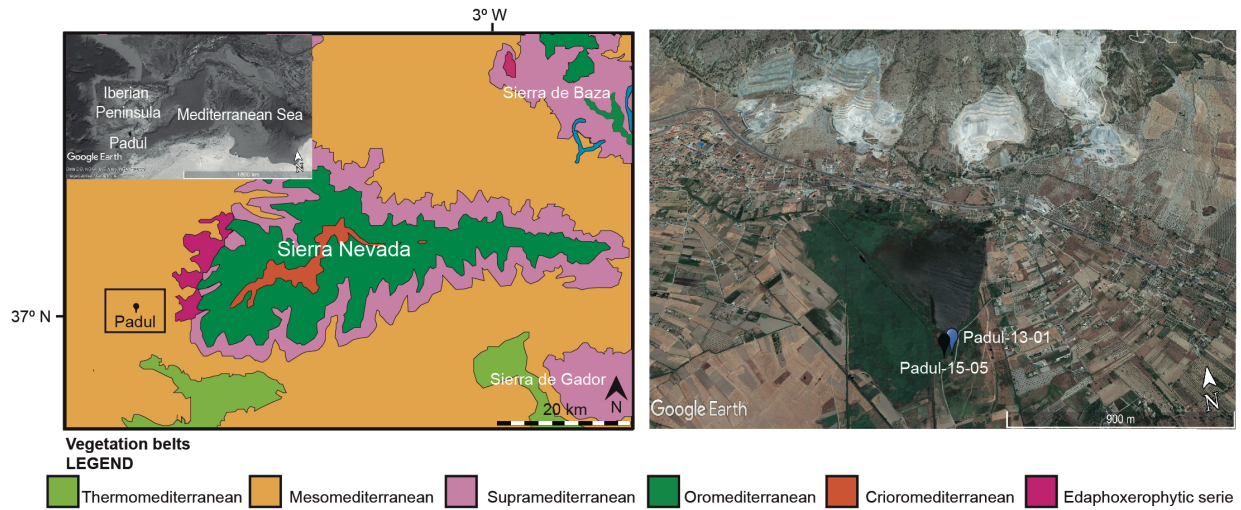 3º W
Iberian
Peninsula
Mediterranean Sea
Padul
Google Earth
1800 km
N
Sierra de Baza
Sierra Nevada
37º N
Padul
Sierra de Gador
20 km
N
Padul-13-01
Padul-15-05
Google Earth
900 m
N
Vegetation belts
LEGEND
Thermomediterranean
Mesomediterranean
Supramediterranean
Oromediterranean
Crioromediterranean
Edaphoxerophytic serie